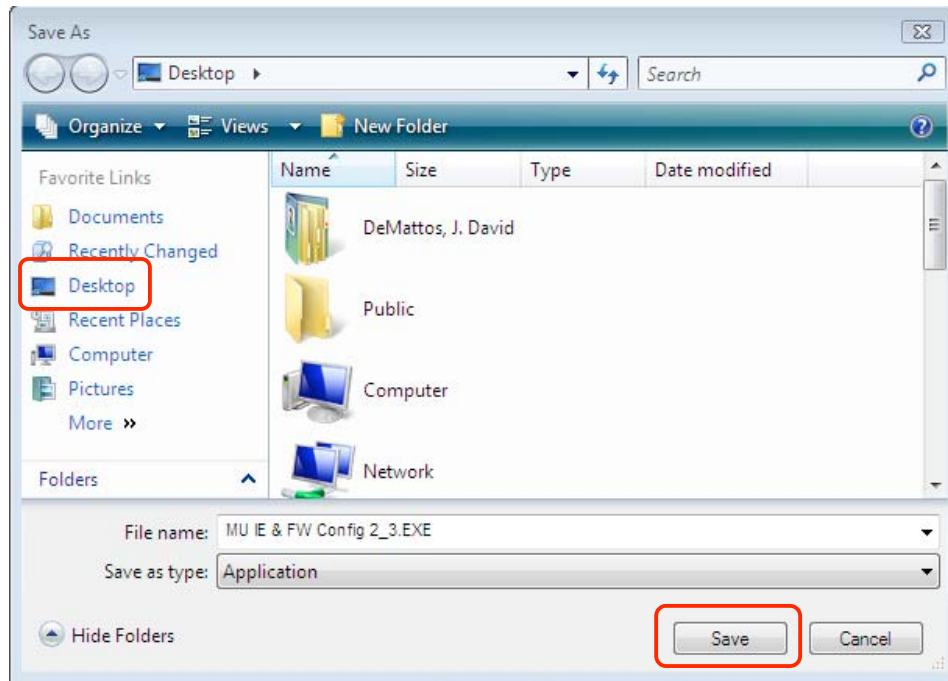 Save As
Desktop
Search
Organize Views New Folder
Favorite Links
Documents
Recently Changed
Desktop
Recent Places
Computer
Pictures
More »
Folders
Name Size Type Date modified
DeMattos, J. David
Public
Computer
Network
File name: MU IE & FW Config 2_3.EXE
Save as type: Application
Hide Folders Save Cancel